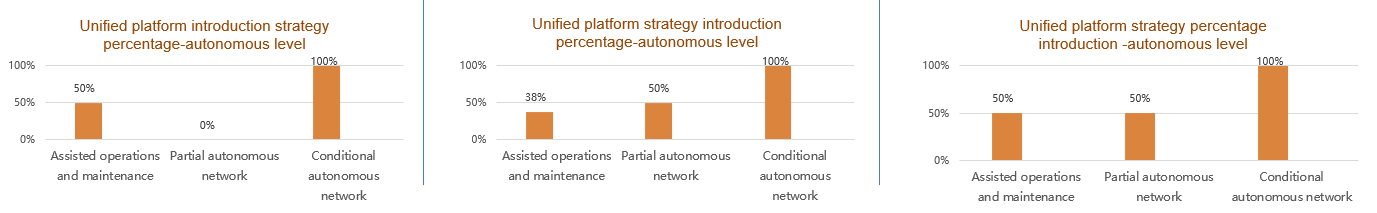 Unified platform introduction strategy
percentage-autonomous level
100%
50%
0%
50%
0%
100%
Assisted operations
and maintenance
Partial autonomous
network
Conditional
autonomous
network
Unified platform strategy introduction
percentage-autonomous level
100%
50%
0%
38%
50%
100%
Assisted operations
and maintenance
Partial autonomous
network
Conditional
autonomous
network
Unified platform strategy percentage
introduction -autonomous level
100%
50%
0%
50%
50%
100%
Assisted operations
and maintenance
Partial autonomous
network
Conditional
autonomous network